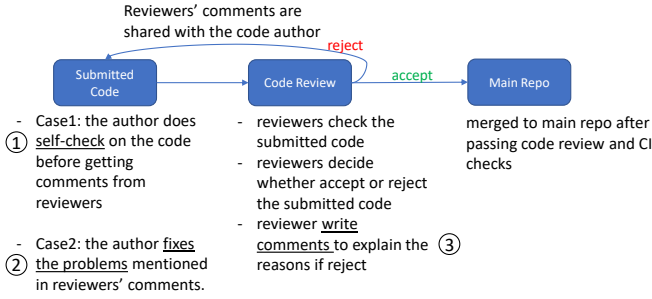 Reviewers’ comments are
shared with the code author
reject
Submitted
Code
Code Review
accept
Main Repo
- Case1: the author does
① self-check on the code
before getting
comments from
reviewers
- Case2: the author fixes
② the problems mentioned
in reviewers’ comments.
- reviewers check the
submitted code
- reviewers decide
whether accept or reject
the submitted code
- reviewer write
comments to explain the ③
reasons if reject
merged to main repo after
passing code review and CI
checks